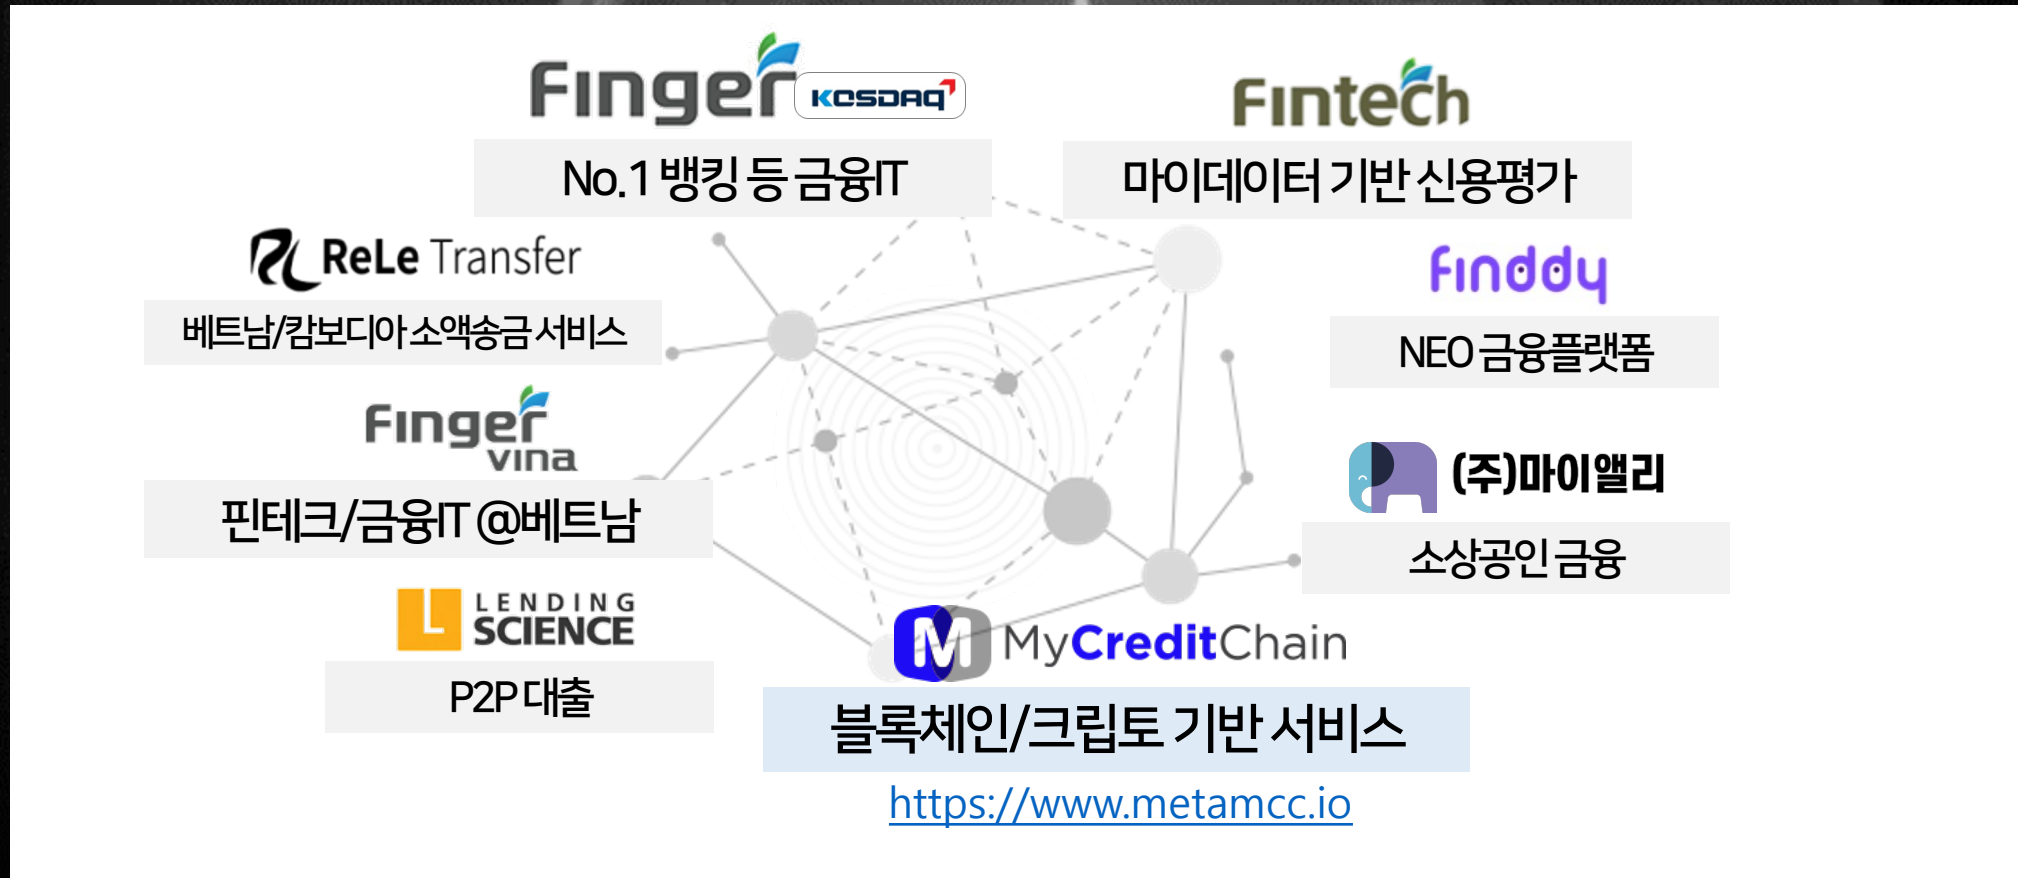 Finger KOSDAQ
No.1 뱅킹 등 금융IT
Fintech
마이데이터 기반 신용평가
ReLe Transfer
베트남/캄보디아 소액송금 서비스
finddy
NEO 금융플랫폼
Finger
vina
핀테크/금융IT @베트남
(주)마이앨리
소상공인 금융
L LENDING
SCIENCE
P2P 대출
M MyCreditChain
블록체인/크립토 기반 서비스
https://www.metamcc.io